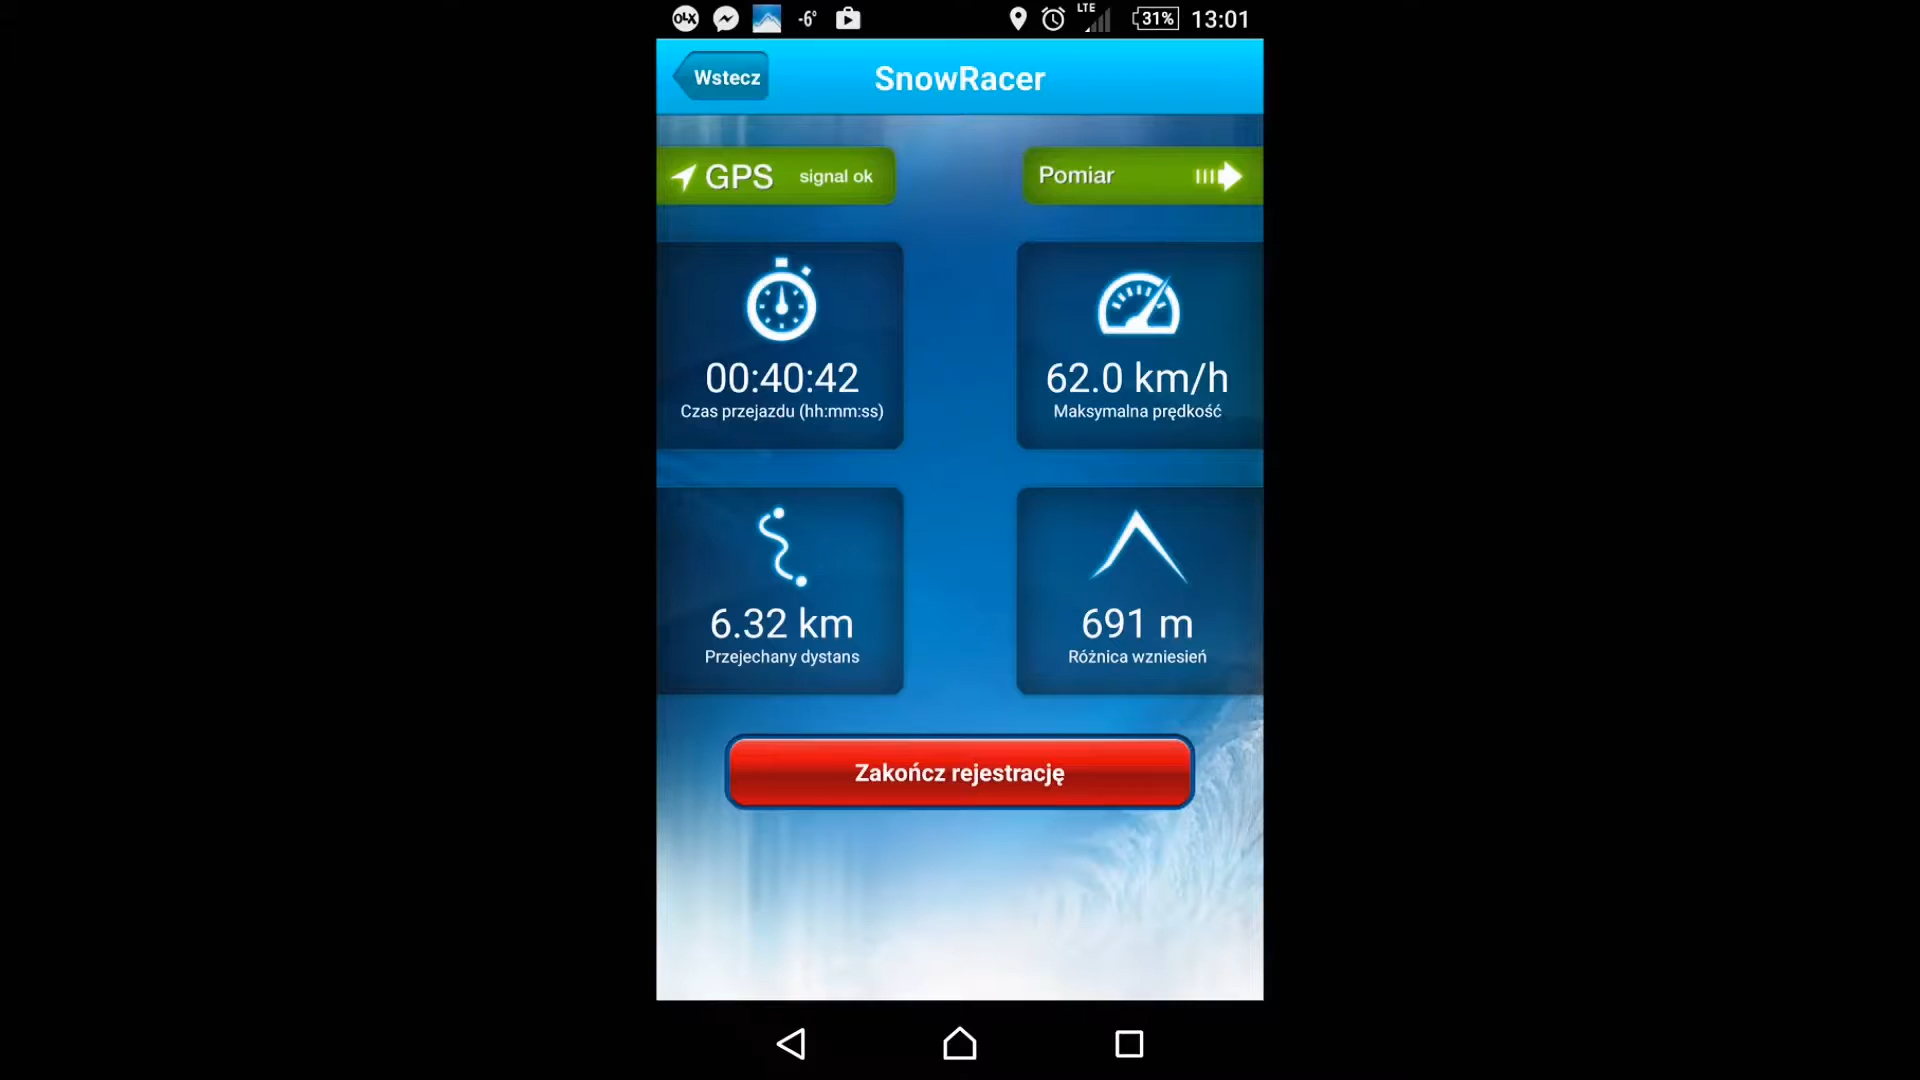 OLX -6° LTE 31% 13:01
Wstecz SnowRacer
GPS signal ok Pomiar
00:40:42
Czas przejazdu (hh:mm:ss)
62.0 km/h
Maksymalna prędkość
6.32 km
Przejechany dystans
691 m
Różnica wzniesień
Zakończ rejestrację